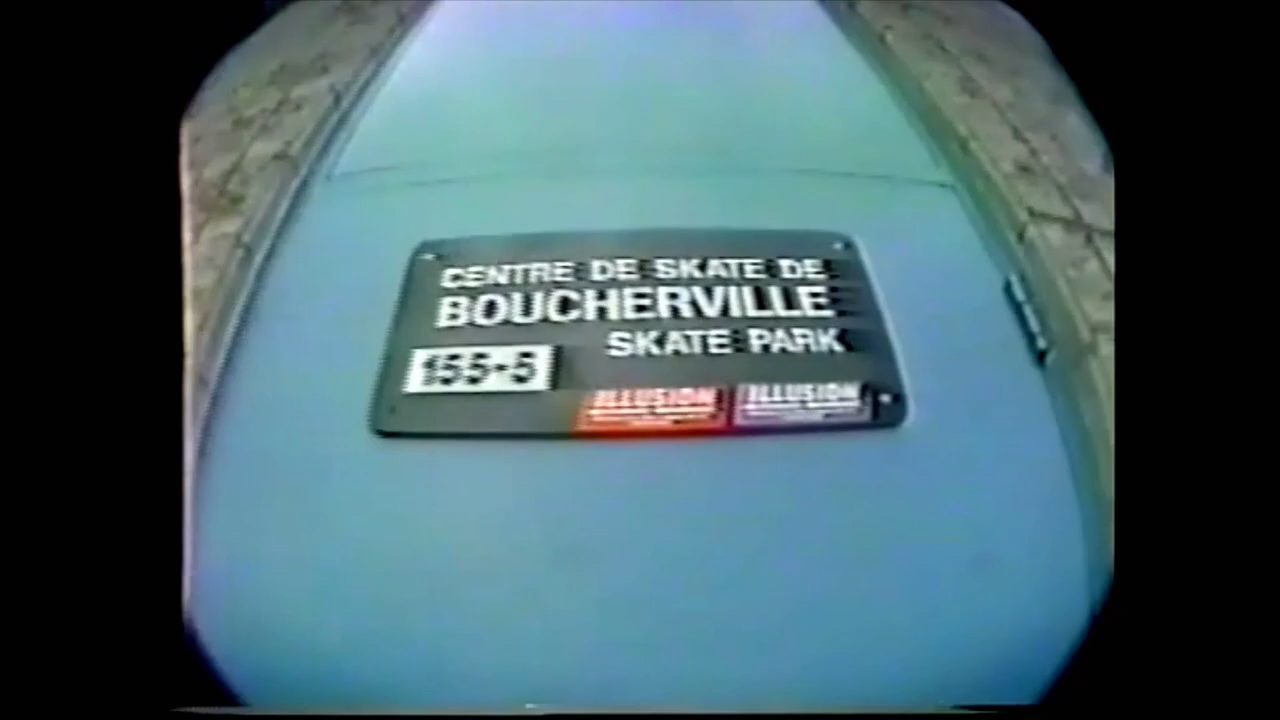 CENTRE DE SKATE DE
BOUCHERVILLE
SKATE PARK
155-5
ILLUSION ILLUSION